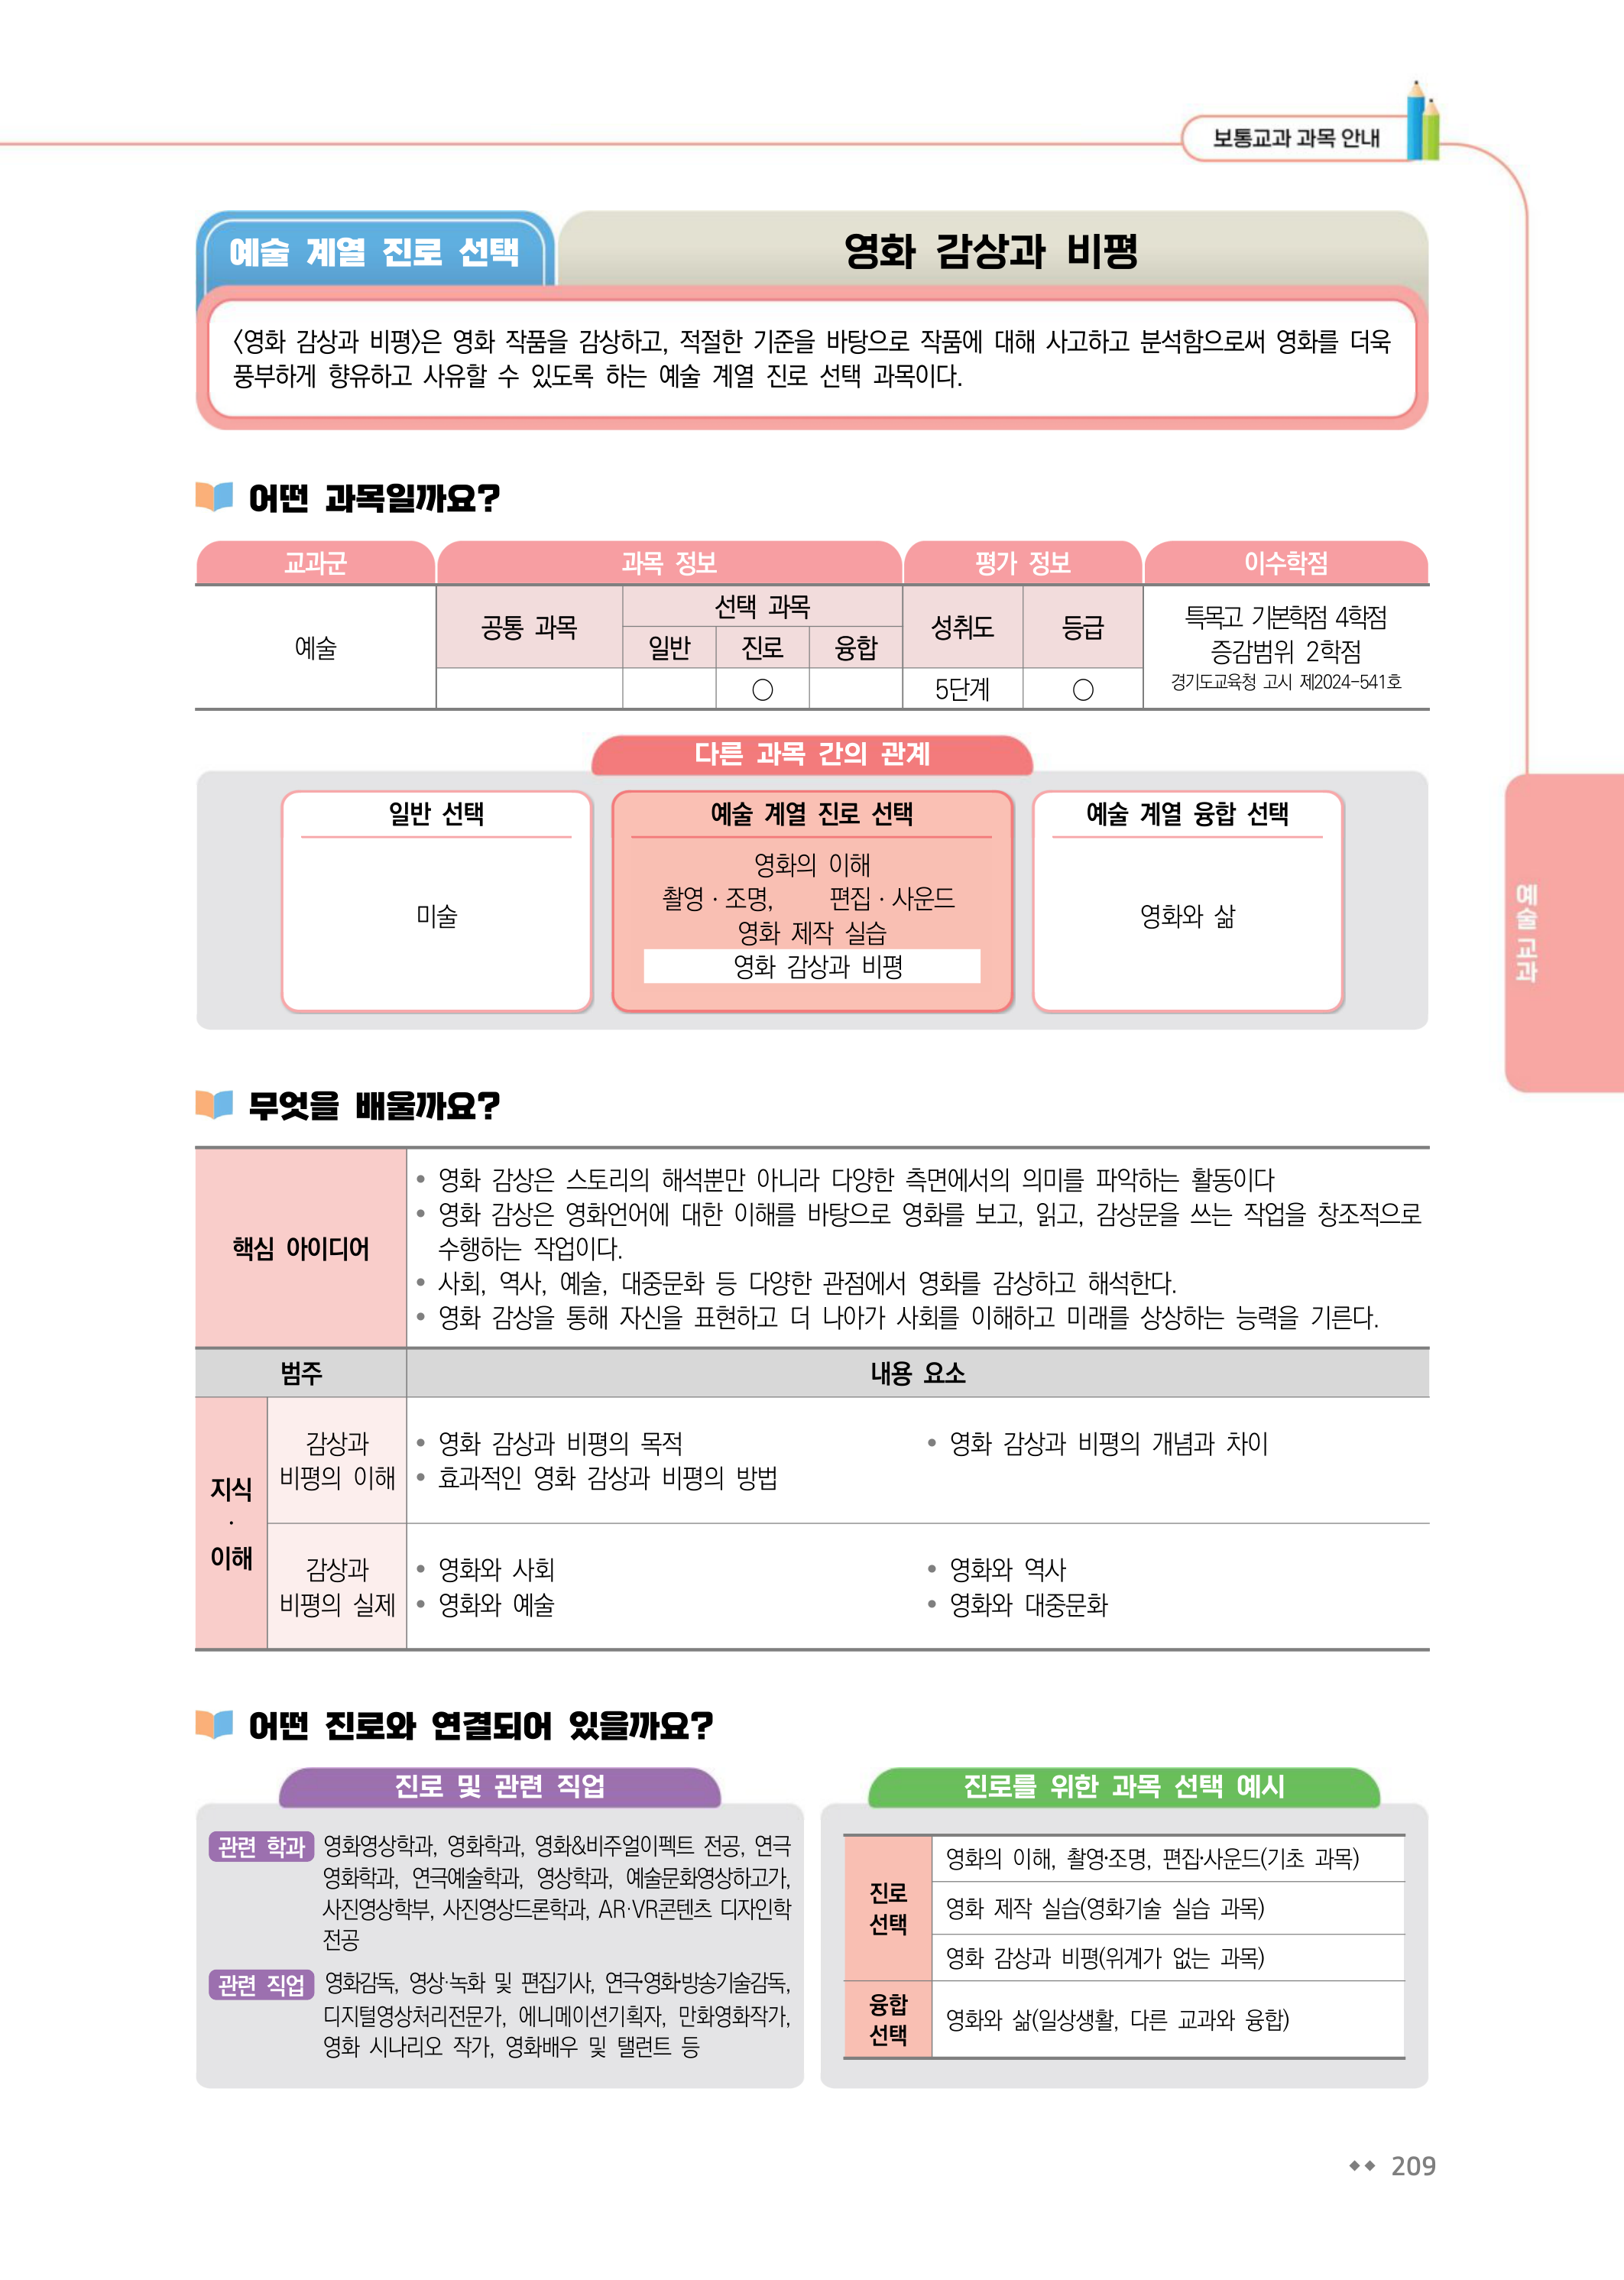 보통교과 과목 안내
예술 계열 진로 선택
영화 감상과 비평
〈영화 감상과 비평〉은 영화 작품을 감상하고, 적절한 기준을 바탕으로 작품에 대해 사고하고 분석함으로써 영화를 더욱
풍부하게 향유하고 사유할 수 있도록 하는 예술 계열 진로 선택 과목이다.
어떤 과목일까요?
교과군 과목 정보 평가 정보 이수학점
예술
공통 과목
선택 과목
일반 진로 융합
성취도 등급
○ 5단계 ○
특목고 기본학점 4학점
증감범위 2학점
경기도교육청 고시 제2024-541호
다른 과목 간의 관계
일반 선택
미술
예술 계열 진로 선택
영화의 이해
촬영·조명, 편집·사운드
영화 제작 실습
영화 감상과 비평
예술 계열 융합 선택
영화와 삶
예술 교과
무엇을 배울까요?
핵심 아이디어
• 영화 감상은 스토리의 해석뿐만 아니라 다양한 측면에서의 의미를 파악하는 활동이다
• 영화 감상은 영화언어에 대한 이해를 바탕으로 영화를 보고, 읽고, 감상문을 쓰는 작업을 창조적으로
수행하는 작업이다.
• 사회, 역사, 예술, 대중문화 등 다양한 관점에서 영화를 감상하고 해석한다.
• 영화 감상을 통해 자신을 표현하고 더 나아가 사회를 이해하고 미래를 상상하는 능력을 기른다.
범주 내용 요소
지식
·
이해
감상과
비평의 이해
• 영화 감상과 비평의 목적 • 영화 감상과 비평의 개념과 차이
• 효과적인 영화 감상과 비평의 방법
감상과
비평의 실제
• 영화와 사회 • 영화와 역사
• 영화와 예술 • 영화와 대중문화
어떤 진로와 연결되어 있을까요?
진로 및 관련 직업
관련 학과 영화영상학과, 영화학과, 영화&비주얼이펙트 전공, 연극
영화학과, 연극예술학과, 영상학과, 예술문화영상하고가,
사진영상학부, 사진영상드론학과, AR·VR콘텐츠 디자인학
전공
관련 직업 영화감독, 영상·녹화 및 편집기사, 연극·영화·방송기술감독,
디지털영상처리전문가, 에니메이션기획자, 만화영화작가,
영화 시나리오 작가, 영화배우 및 탤런트 등
진로를 위한 과목 선택 예시
진로
선택
영화의 이해, 촬영·조명, 편집·사운드(기초 과목)
영화 제작 실습(영화기술 실습 과목)
영화 감상과 비평(위계가 없는 과목)
융합
선택
영화와 삶(일상생활, 다른 교과와 융합)
209